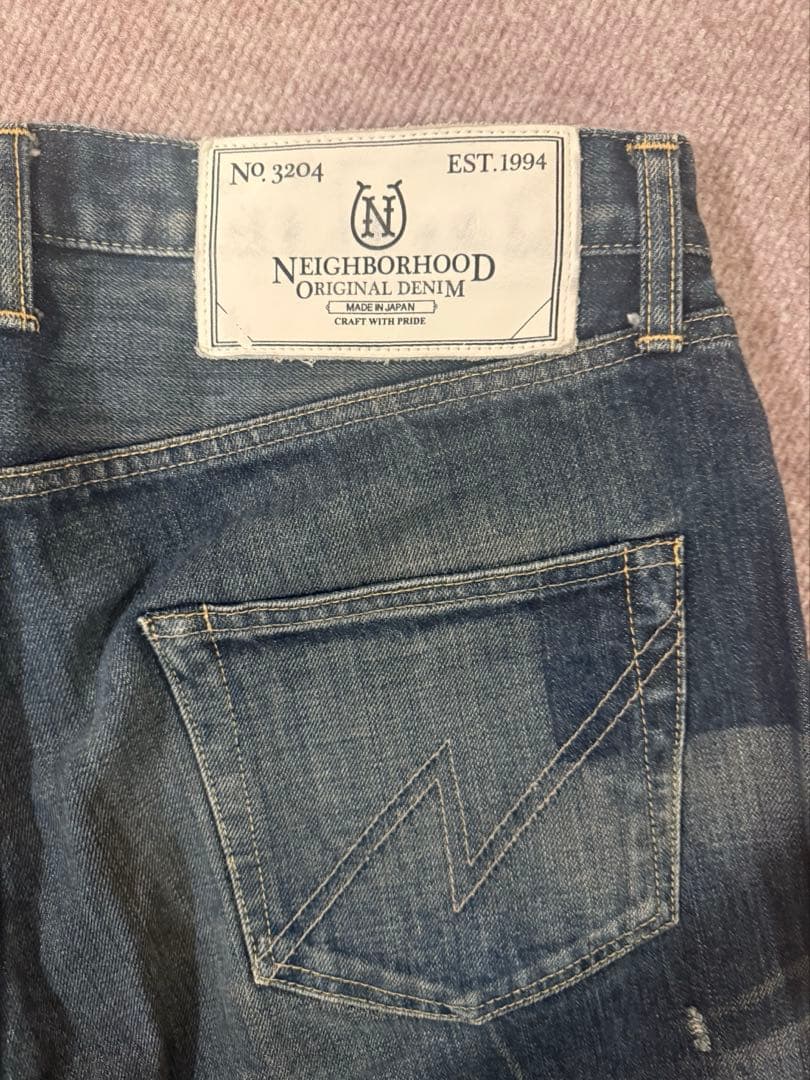 No. 3204
EST. 1994
N
NEIGHBORHOOD
ORIGINAL DENIM
MADE IN JAPAN
CRAFT WITH PRIDE